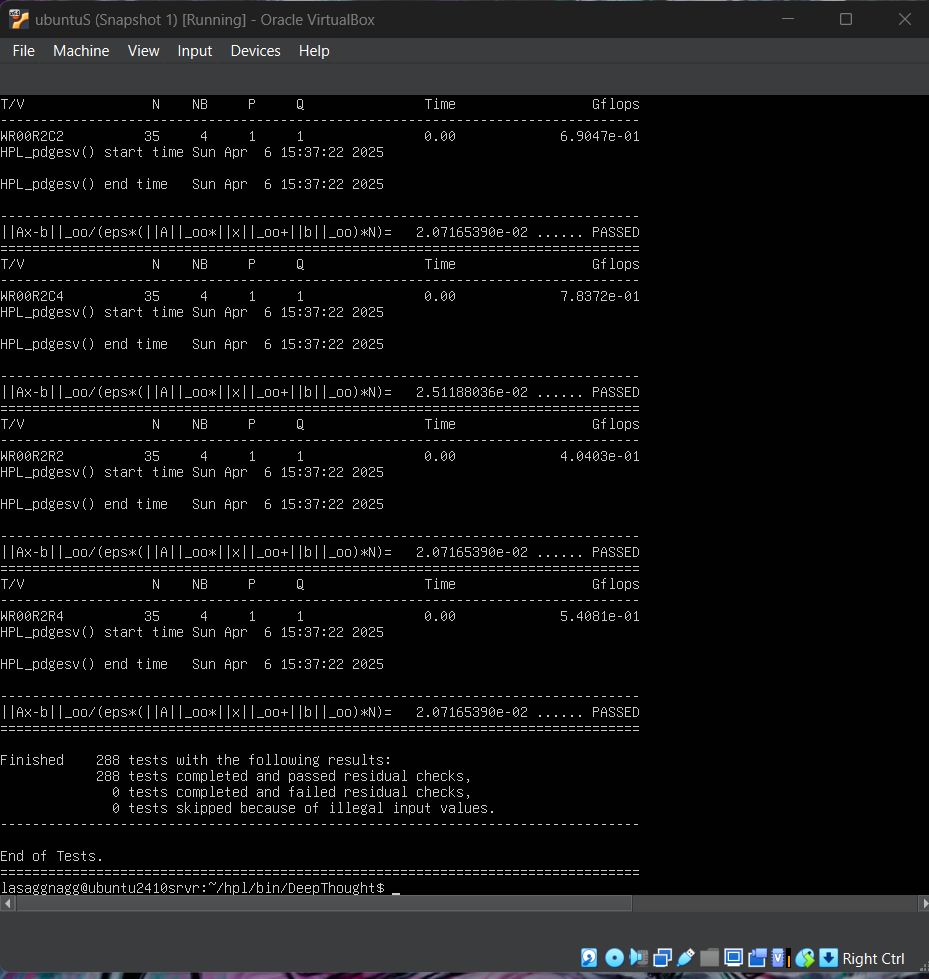 ubuntuS (Snapshot 1) [Running] - Oracle VirtualBox
File Machine View Input Devices Help
T/V                N    NB     P     Q               Time                 Gflops
--------------------------------------------------------------------------------
WR00R2C2          35     4     1     1               0.00             6.9047e-01
HPL_pdgesv() start time Sun Apr  6 15:37:22 2025
HPL_pdgesv() end time   Sun Apr  6 15:37:22 2025
--------------------------------------------------------------------------------
||Ax-b||_oo/(eps*(||A||_oo*||x||_oo+||b||_oo)*N)=   2.07165390e-02 ...... PASSED
================================================================================
T/V                N    NB     P     Q               Time                 Gflops
--------------------------------------------------------------------------------
WR00R2C4          35     4     1     1               0.00             7.8372e-01
HPL_pdgesv() start time Sun Apr  6 15:37:22 2025
HPL_pdgesv() end time   Sun Apr  6 15:37:22 2025
--------------------------------------------------------------------------------
||Ax-b||_oo/(eps*(||A||_oo*||x||_oo+||b||_oo)*N)=   2.51188036e-02 ...... PASSED
================================================================================
T/V                N    NB     P     Q               Time                 Gflops
--------------------------------------------------------------------------------
WR00R2R2          35     4     1     1               0.00             4.0403e-01
HPL_pdgesv() start time Sun Apr  6 15:37:22 2025
HPL_pdgesv() end time   Sun Apr  6 15:37:22 2025
--------------------------------------------------------------------------------
||Ax-b||_oo/(eps*(||A||_oo*||x||_oo+||b||_oo)*N)=   2.07165390e-02 ...... PASSED
================================================================================
T/V                N    NB     P     Q               Time                 Gflops
--------------------------------------------------------------------------------
WR00R2R4          35     4     1     1               0.00             5.4081e-01
HPL_pdgesv() start time Sun Apr  6 15:37:22 2025
HPL_pdgesv() end time   Sun Apr  6 15:37:22 2025
--------------------------------------------------------------------------------
||Ax-b||_oo/(eps*(||A||_oo*||x||_oo+||b||_oo)*N)=   2.07165390e-02 ...... PASSED
================================================================================
Finished    288 tests with the following results:
            288 tests completed and passed residual checks,
              0 tests completed and failed residual checks,
              0 tests skipped because of illegal input values.
--------------------------------------------------------------------------------
End of Tests.
================================================================================
lasaggnagg@ubuntu2410srvr:~/hpl/bin/DeepThought$ _
Right Ctrl